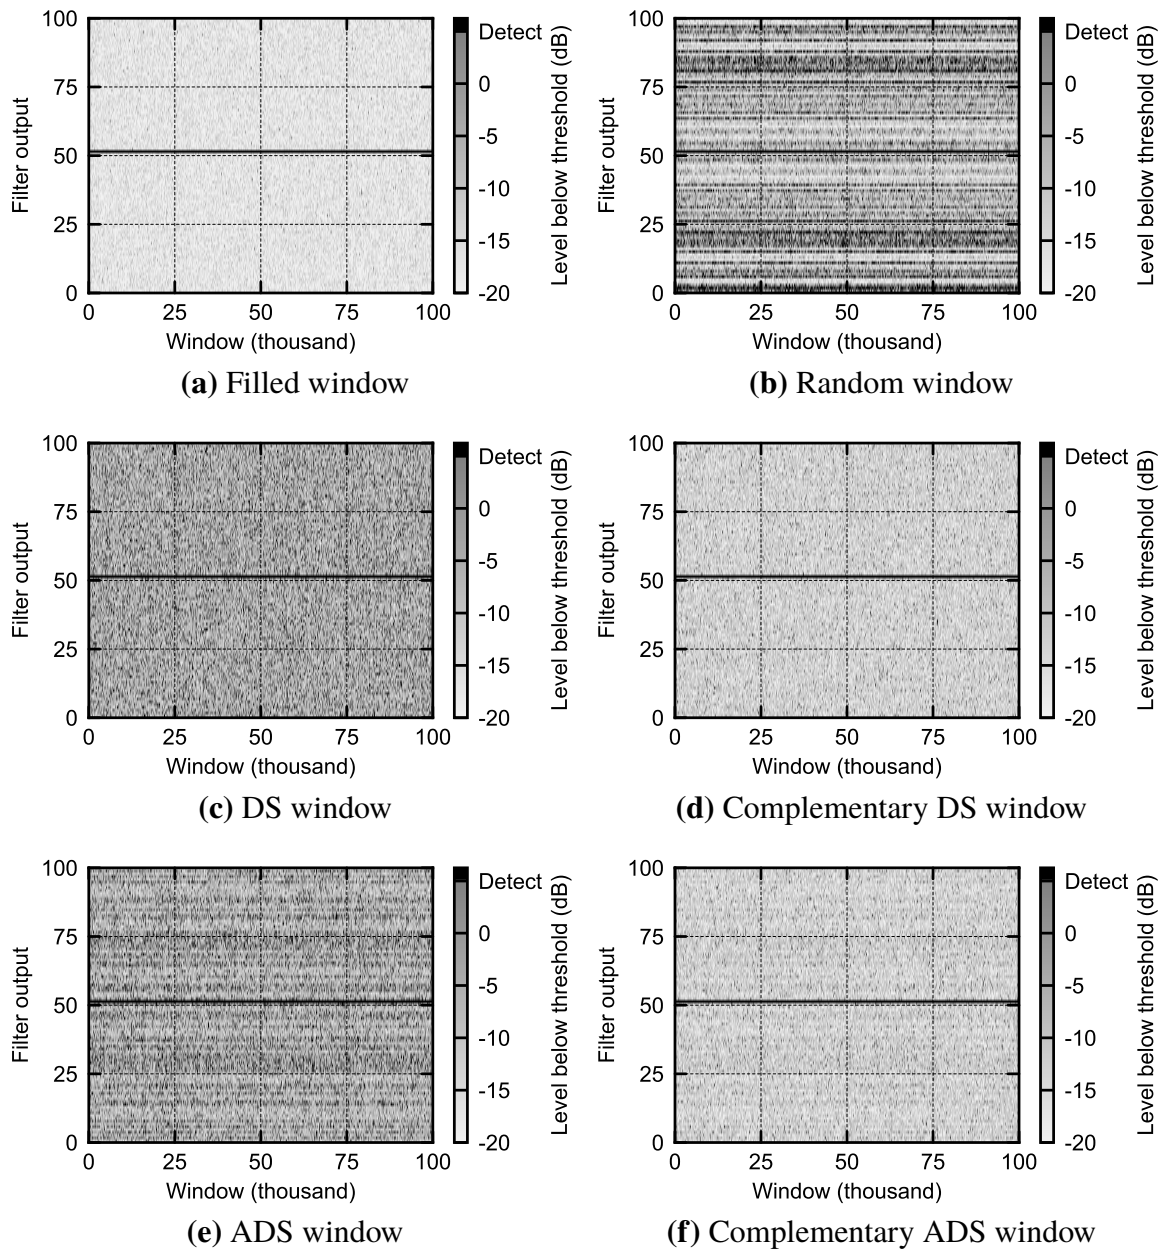 100
75
50
25
0
0 25 50 75 100
Filter output
Window (thousand)
Detect
0
-5
-10
-15
-20
Level below threshold (dB)
(a) Filled window
100
75
50
25
0
0 25 50 75 100
Filter output
Window (thousand)
Detect
0
-5
-10
-15
-20
Level below threshold (dB)
(b) Random window
100
75
50
25
0
0 25 50 75 100
Filter output
Window (thousand)
Detect
0
-5
-10
-15
-20
Level below threshold (dB)
(c) DS window
100
75
50
25
0
0 25 50 75 100
Filter output
Window (thousand)
Detect
0
-5
-10
-15
-20
Level below threshold (dB)
(d) Complementary DS window
100
75
50
25
0
0 25 50 75 100
Filter output
Window (thousand)
Detect
0
-5
-10
-15
-20
Level below threshold (dB)
(e) ADS window
100
75
50
25
0
0 25 50 75 100
Filter output
Window (thousand)
Detect
0
-5
-10
-15
-20
Level below threshold (dB)
(f) Complementary ADS window